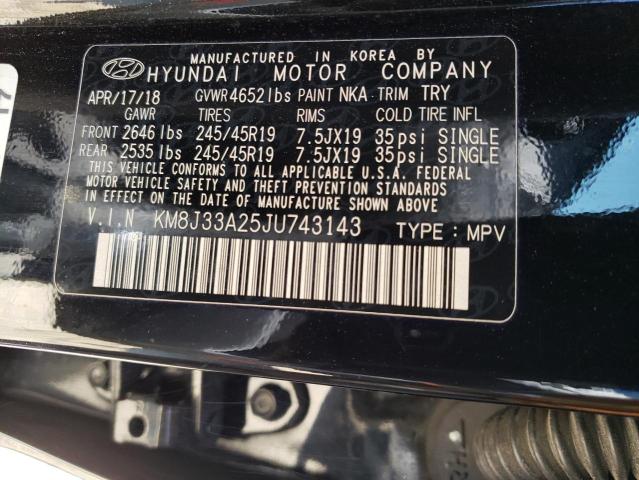 MANUFACTURED IN KOREA BY
HYUNDAI MOTOR COMPANY
APR/17/18 GVWR 4652lbs PAINT NKA TRIM TRY
GAWR TIRES RIMS COLD TIRE INFL
FRONT 2646 lbs 245/45R19 7.5JX19 35psi SINGLE
REAR 2535 lbs 245/45R19 7.5JX19 35psi SINGLE
THIS VEHICLE CONFORMS TO ALL APPLICABLE U.S.A. FEDERAL
MOTOR VEHICLE SAFETY, BUMPER, AND THEFT PREVENTION STANDARDS
IN EFFECT ON THE DATE OF MANUFACTURE SHOWN ABOVE.
V.I.N KM8J33A25JU743143 TYPE : MPV